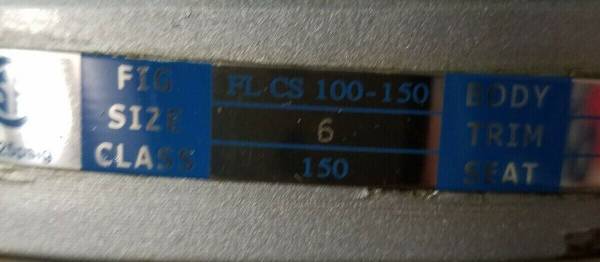 FIG FL CS 100-150 BODY
SIZE 6 TRIM
CLASS 150 SEAT